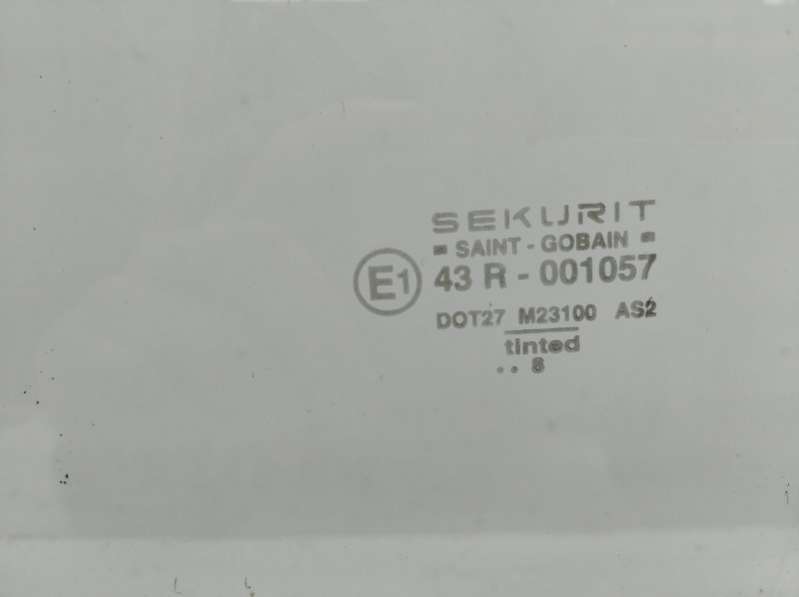 SEKURIT
= SAINT - GOBAIN =
E1 43 R - 001057
DOT27 M23100 AS2
tinted
.. 8